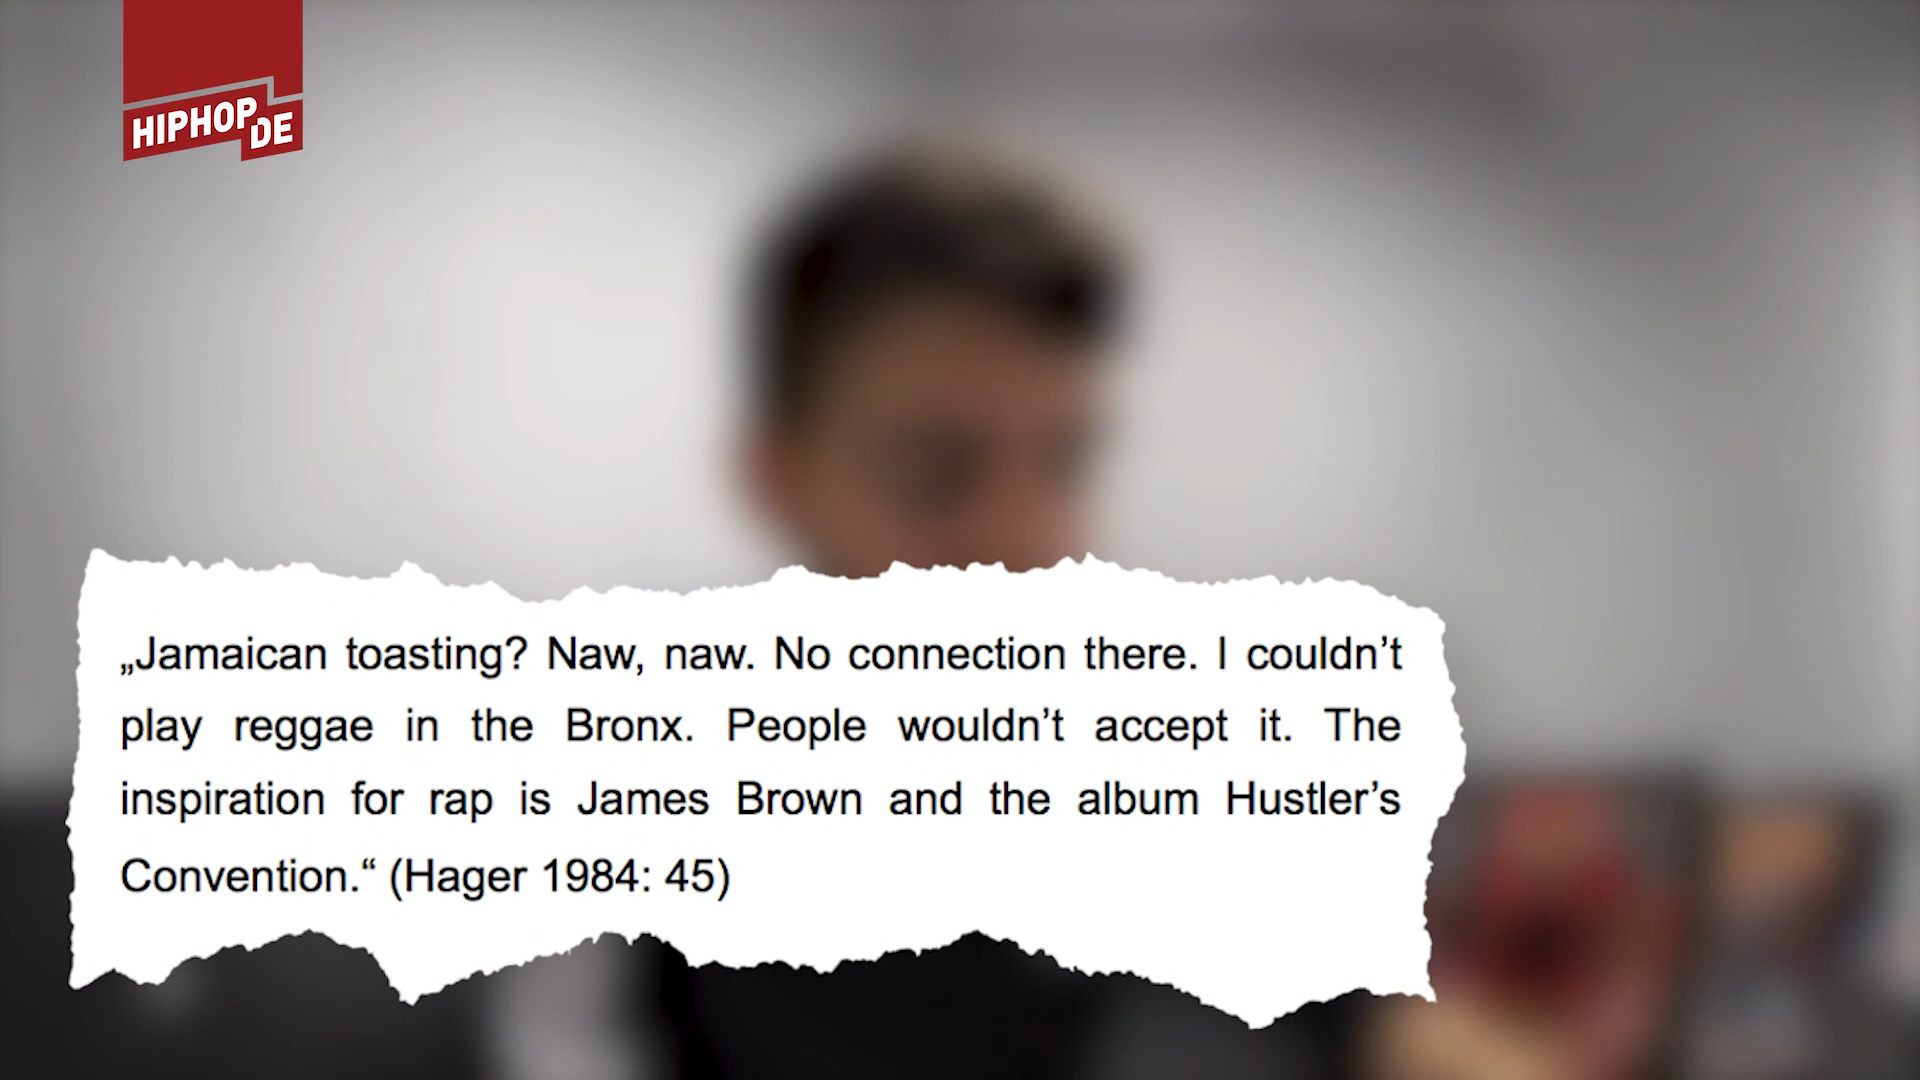 HIPHOP
DE
„Jamaican toasting? Naw, naw. No connection there. I couldn’t
play reggae in the Bronx. People wouldn’t accept it. The
inspiration for rap is James Brown and the album Hustler’s
Convention.“ (Hager 1984: 45)